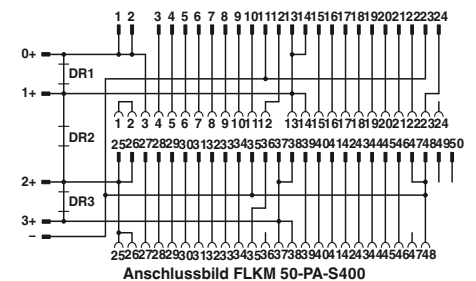 1 2 3 4 5 6 7 8 9 10 11 12 13 14 15 16 17 18 19 20 21 22 23 24
0+
DR1
1+
1 2 3 4 5 6 7 8 9 10 11 12 13 14 15 16 17 18 19 20 21 22 23 24
DR2
25 26 27 28 29 30 31 32 33 34 35 36 37 38 39 40 41 42 43 44 45 46 47 48 49 50
2+
DR3
3+
–
25 26 27 28 29 30 31 32 33 34 35 36 37 38 39 40 41 42 43 44 45 46 47 48
Anschlussbild FLKM 50-PA-S400